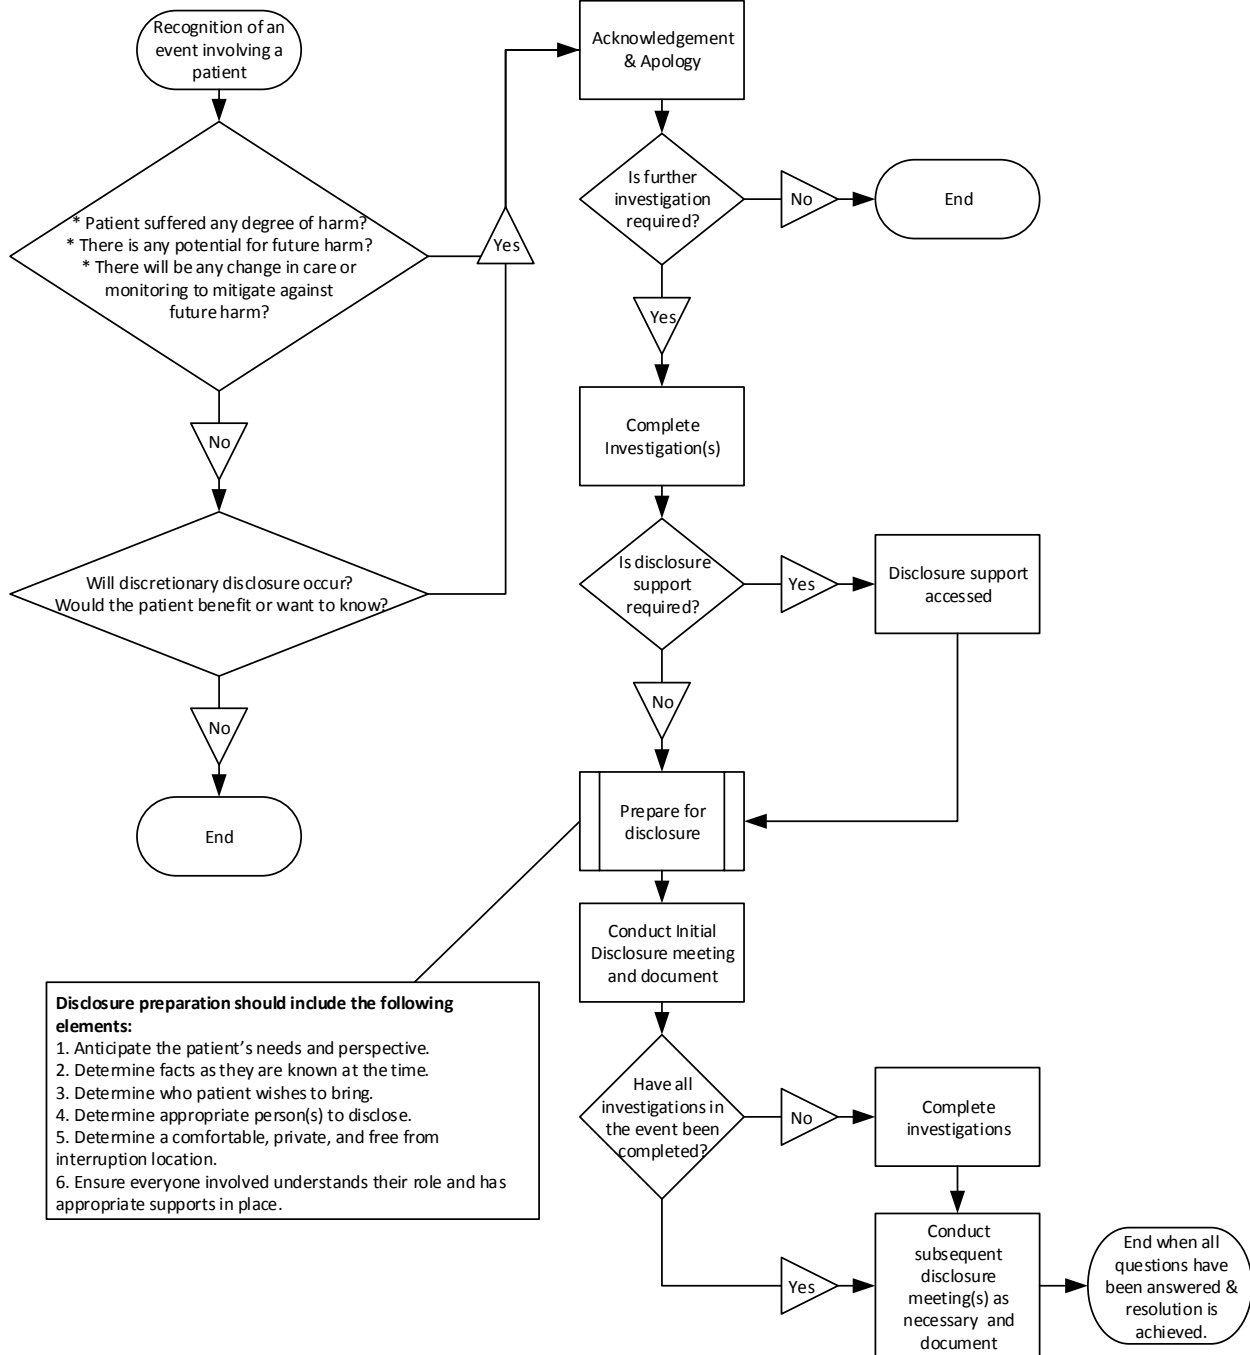 Recognition of an
event involving a
patient
* Patient suffered any degree of harm?
* There is any potential for future harm?
* There will be any change in care or
monitoring to mitigate against
future harm?
Yes
No
Will discretionary disclosure occur?
Would the patient benefit or want to know?
No
End
Acknowledgement
& Apology
Is further
investigation
required?
No
End
Yes
Complete
Investigation(s)
Is disclosure
support
required?
Yes
Disclosure support
accessed
No
Prepare for
disclosure
Conduct Initial
Disclosure meeting
and document
Disclosure preparation should include the following
elements:
1. Anticipate the patient’s needs and perspective.
2. Determine facts as they are known at the time.
3. Determine who patient wishes to bring.
4. Determine appropriate person(s) to disclose.
5. Determine a comfortable, private, and free from
interruption location.
6. Ensure everyone involved understands their role and has
appropriate supports in place.
Have all
investigations in
the event been
completed?
No
Complete
investigations
Yes
Conduct
subsequent
disclosure
meeting(s) as
necessary and
document
End when all
questions have
been answered &
resolution is
achieved.